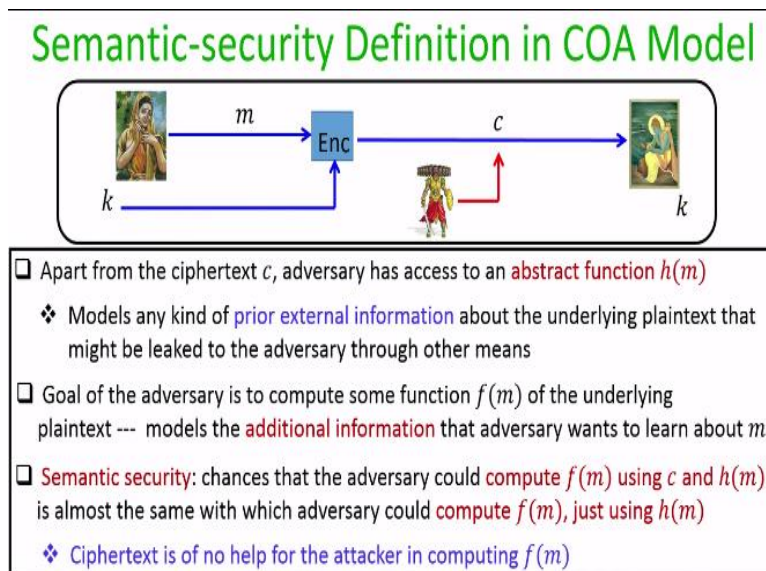 Semantic-security Definition in COA Model
m
Enc
c
k
k
❑ Apart from the ciphertext c, adversary has access to an abstract function h(m)
❖ Models any kind of prior external information about the underlying plaintext that
might be leaked to the adversary through other means
❑ Goal of the adversary is to compute some function f(m) of the underlying
plaintext --- models the additional information that adversary wants to learn about m
❑ Semantic security: chances that the adversary could compute f(m) using c and h(m)
is almost the same with which adversary could compute f(m), just using h(m)
❖ Ciphertext is of no help for the attacker in computing f(m)